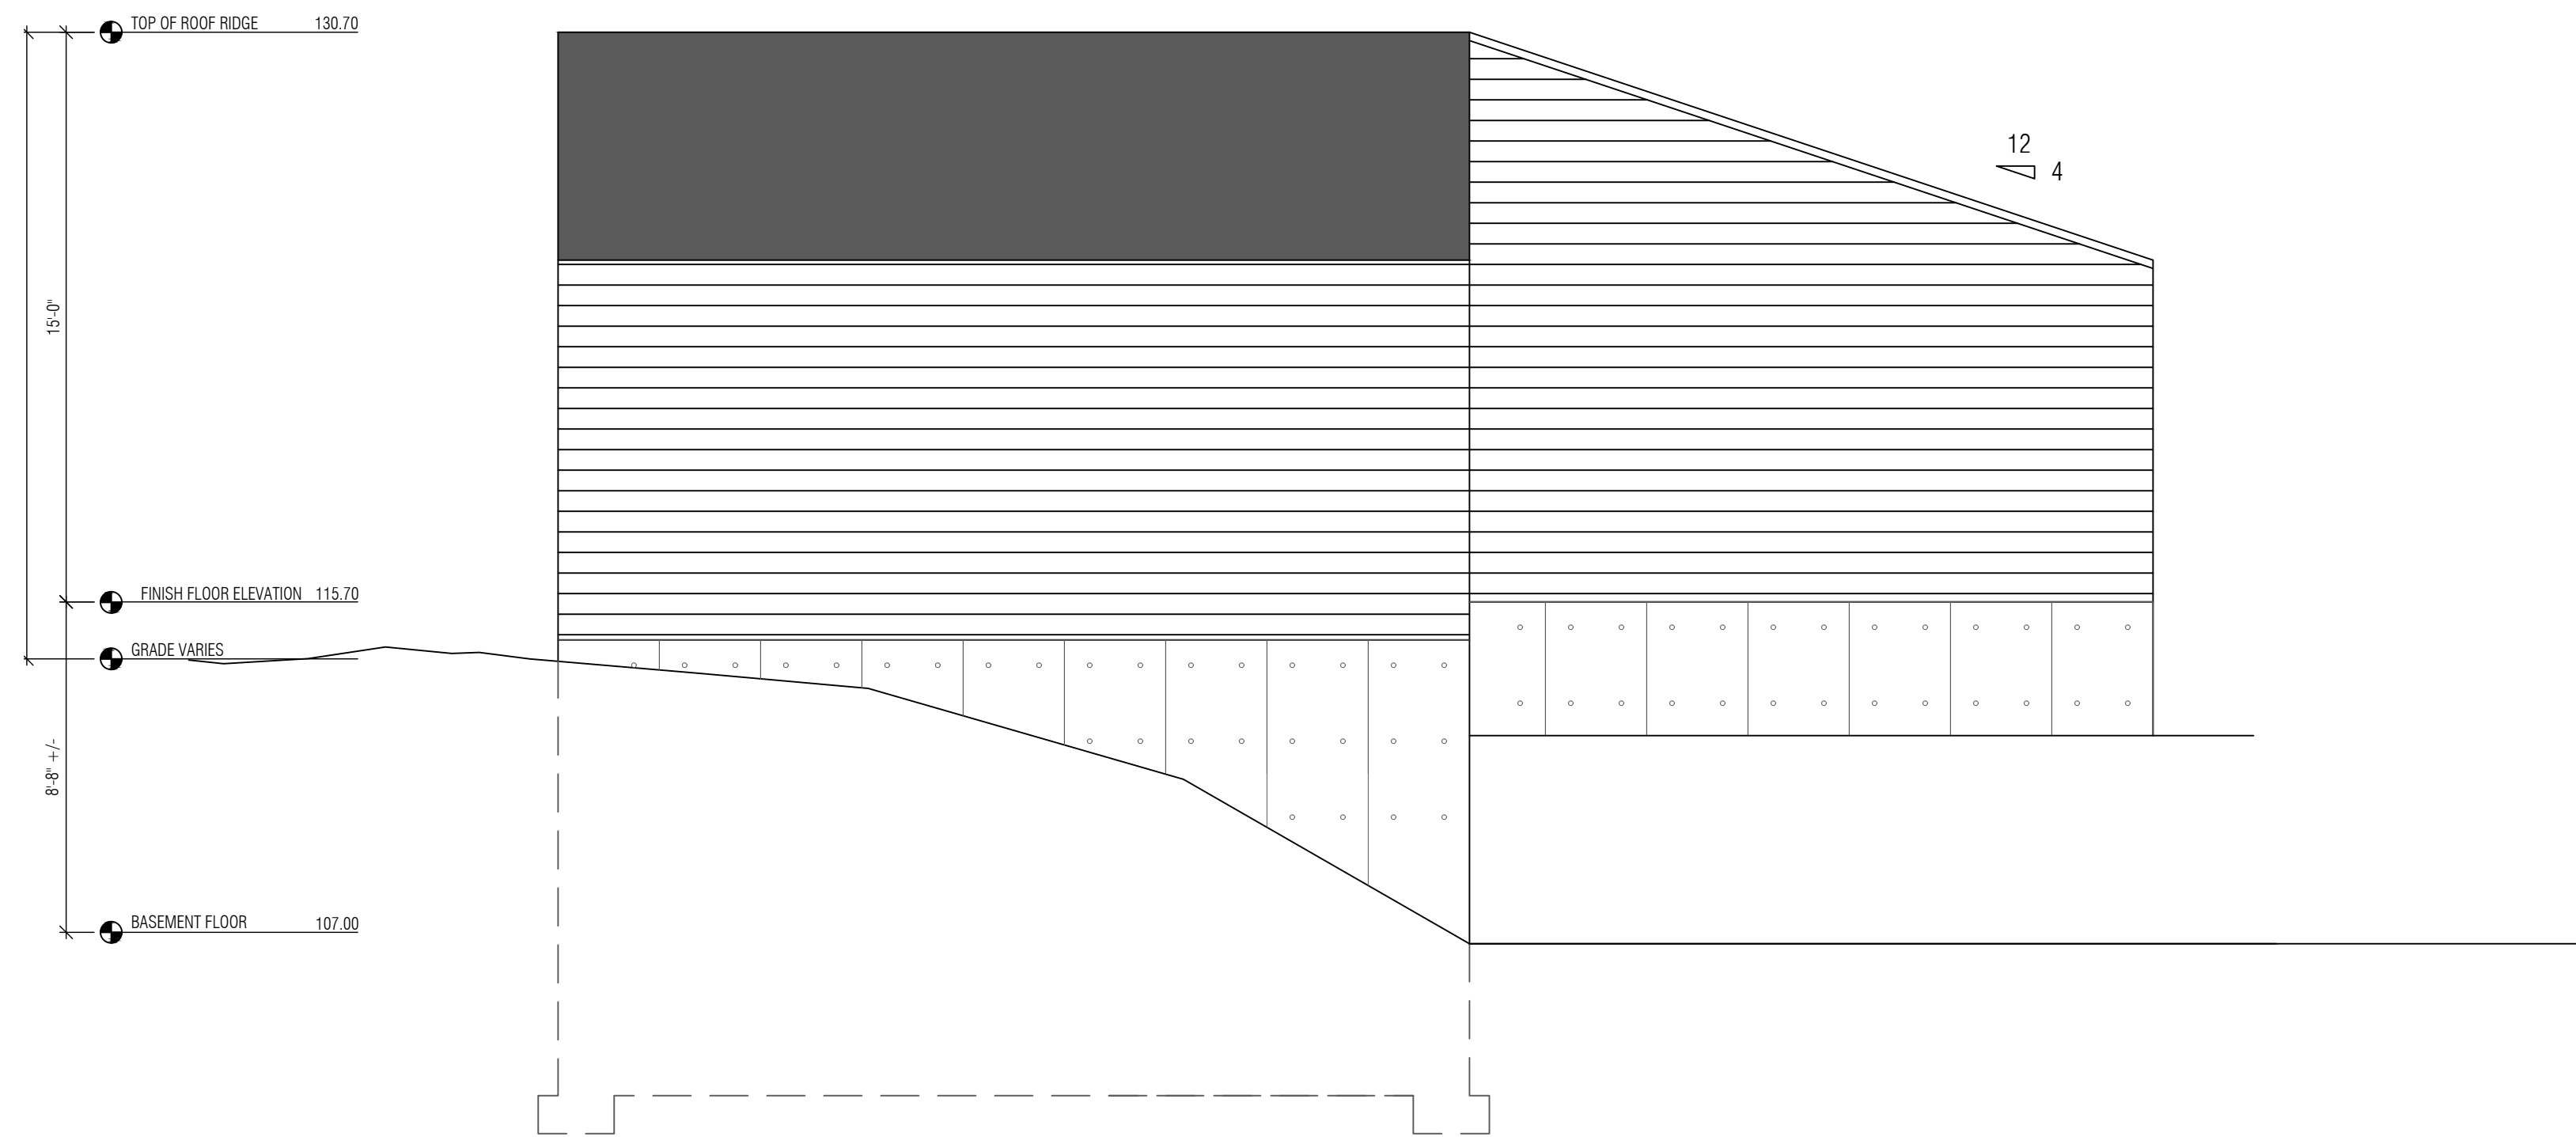 TOP OF ROOF RIDGE 130.70
12
4
15'-0"
FINISH FLOOR ELEVATION 115.70
GRADE VARIES
8'-8" +/-
BASEMENT FLOOR 107.00